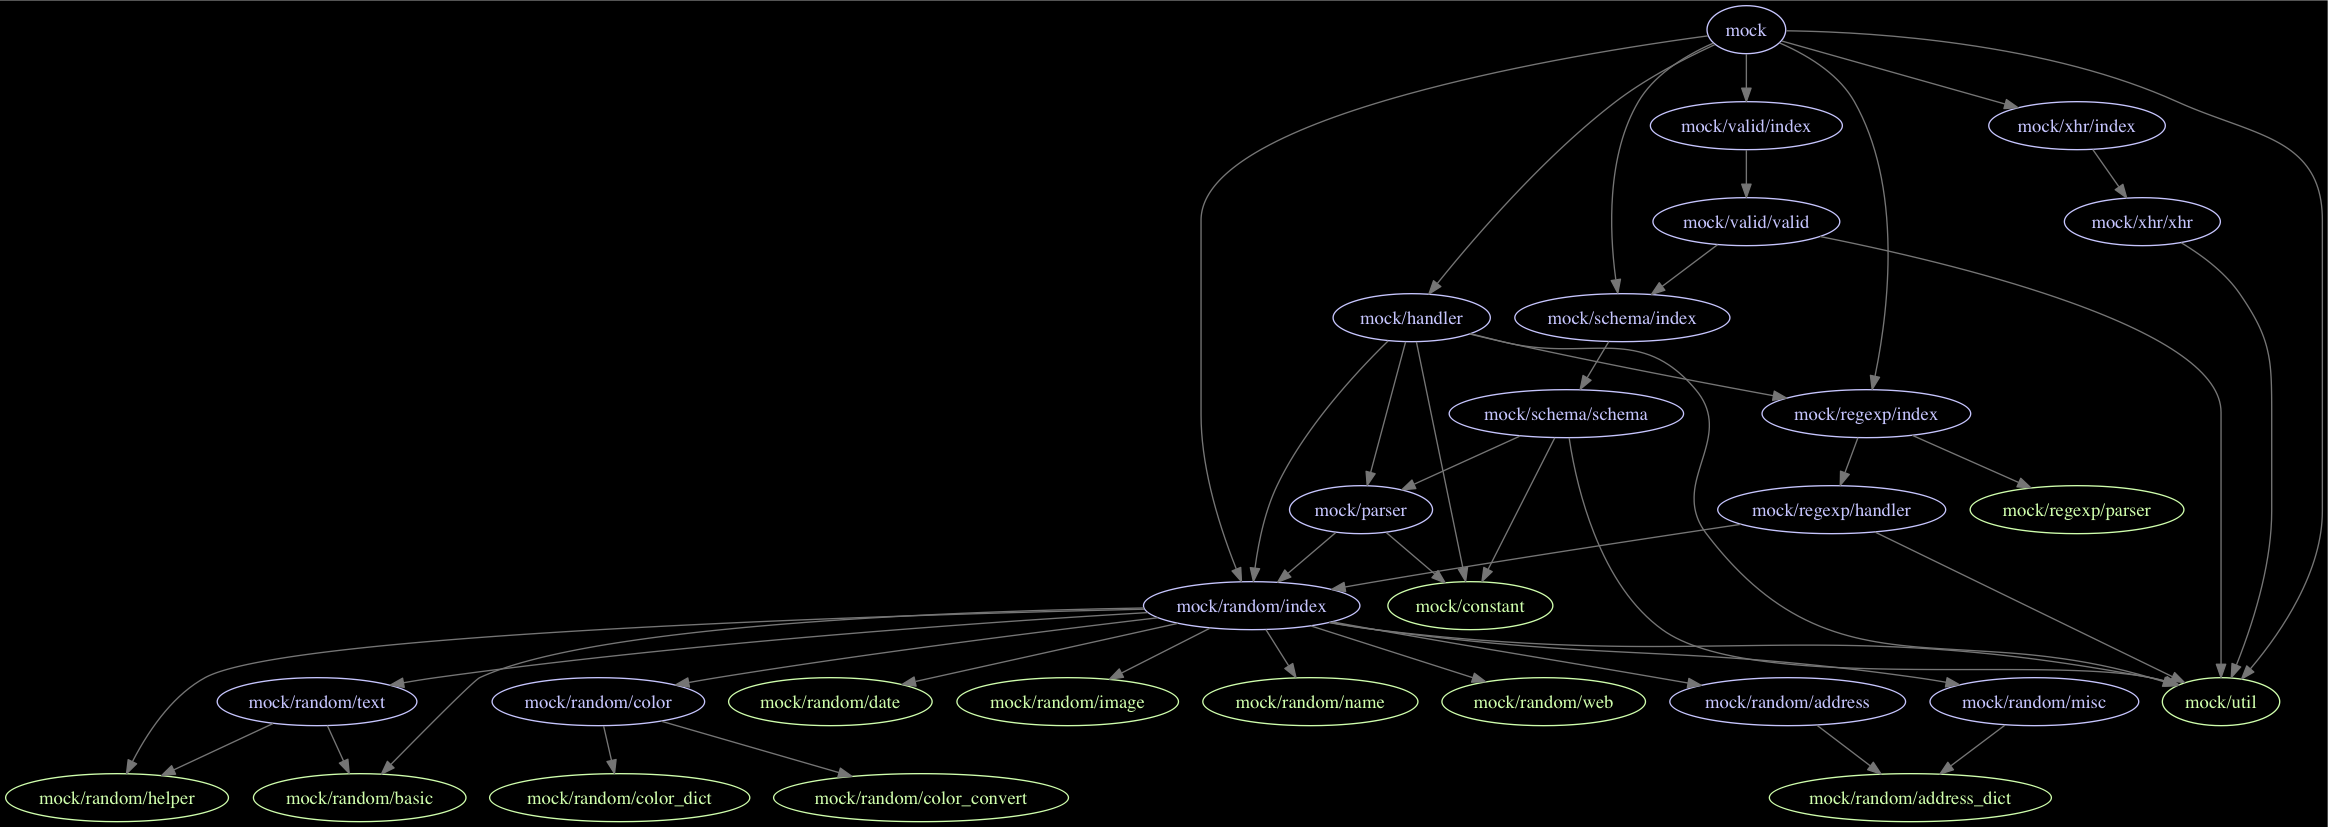 mock
mock/valid/index
mock/xhr/index
mock/valid/valid
mock/xhr/xhr
mock/handler
mock/schema/index
mock/schema/schema
mock/regexp/index
mock/parser
mock/regexp/handler
mock/regexp/parser
mock/random/index
mock/constant
mock/random/text
mock/random/color
mock/random/date
mock/random/image
mock/random/name
mock/random/web
mock/random/address
mock/random/misc
mock/util
mock/random/helper
mock/random/basic
mock/random/color_dict
mock/random/color_convert
mock/random/address_dict